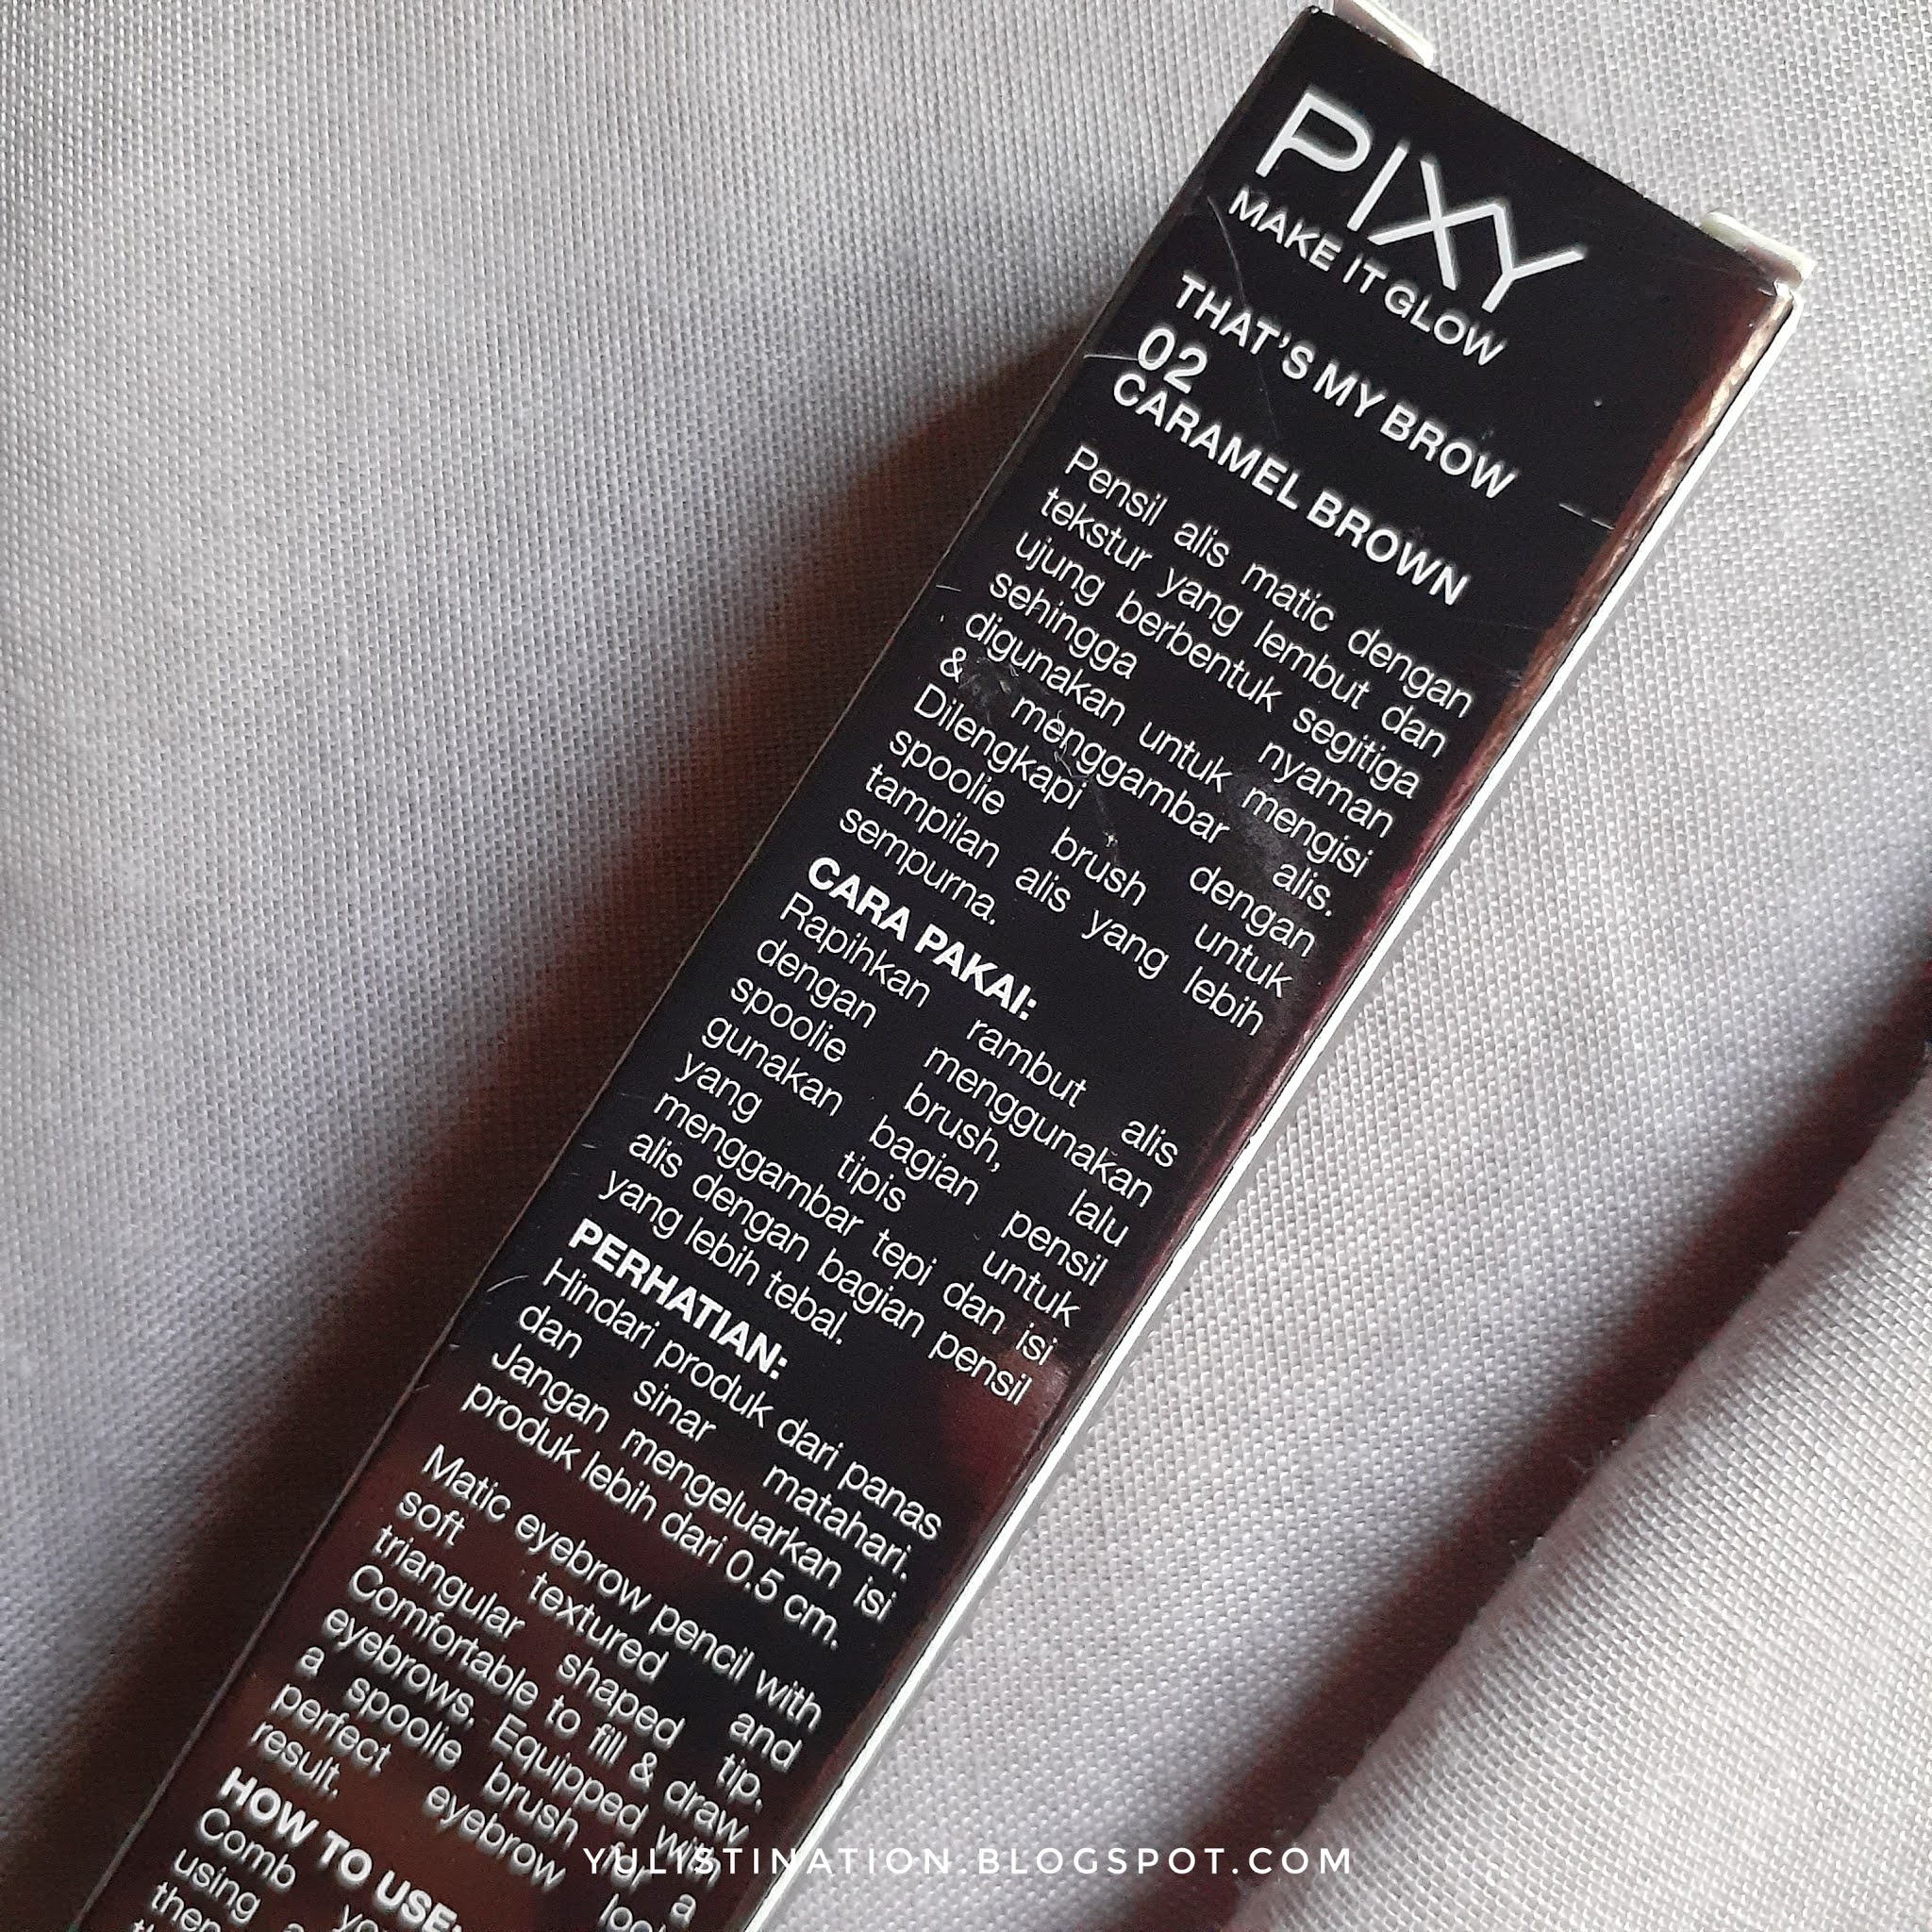 PIXY
MAKE IT GLOW
THAT'S MY BROW
02
CARAMEL BROWN
Pensil alis matic dengan
tekstur yang lembut dan
ujung berbentuk segitiga
sehingga nyaman
digunakan untuk mengisi
& menggambar alis.
Dilengkapi dengan
spoolie brush untuk
tampilan alis yang lebih
sempurna.
CARA PAKAI:
Rapihkan rambut alis
dengan menggunakan
spoolie brush, lalu
gunakan bagian pensil
yang tipis untuk
menggambar tepi dan isi
alis dengan bagian pensil
yang lebih tebal.
PERHATIAN:
Hindari produk dari panas
dan sinar matahari.
Jangan mengeluarkan isi
produk lebih dari 0.5 cm.
Matic eyebrow pencil with
soft textured and
triangular shaped tip.
Comfortable to fill & draw
eyebrows. Equipped with
a spoolie brush for a
perfect eyebrow
result.
HOW TO USE:
Comb
using
then
YULISTINATION.BLOGSPOT.COM